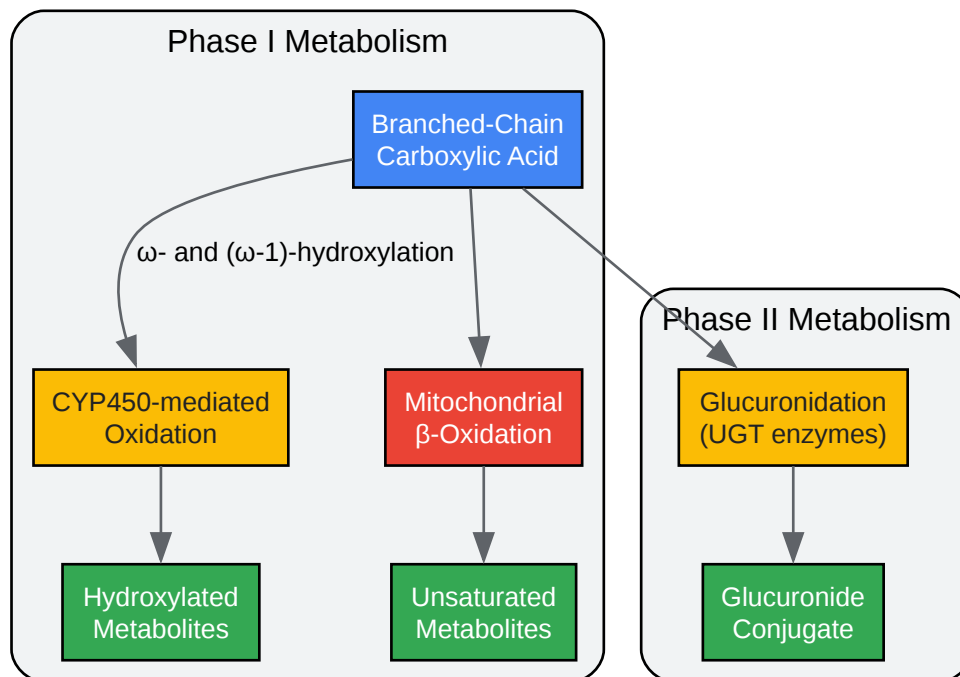 Phase I Metabolism
Branched-Chain
Carboxylic Acid
ω- and (ω-1)-hydroxylation
Phase II Metabolism
CYP450-mediated
Oxidation
Mitochondrial
β-Oxidation
Glucuronidation
(UGT enzymes)
Hydroxylated
Metabolites
Unsaturated
Metabolites
Glucuronide
Conjugate